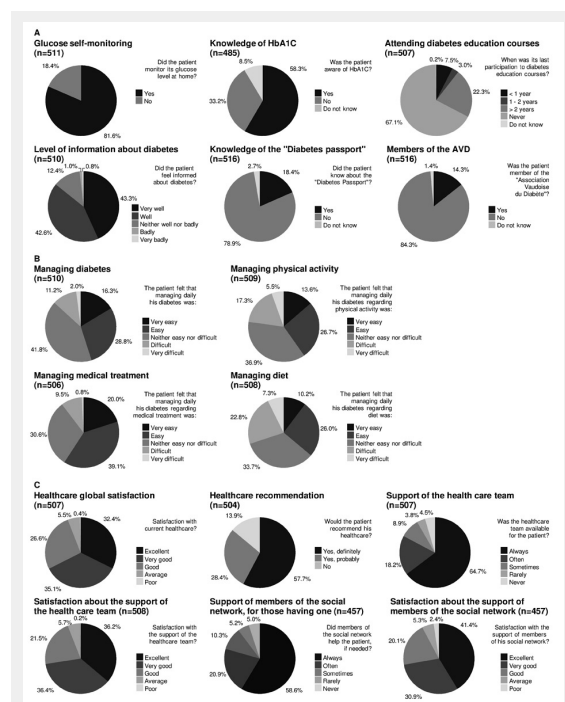 A
Glucose self-monitoring
(n=511)
Did the patient
monitor its glucose
level at home?
18.4%
81.6%
Yes
No
Knowledge of HbA1C
(n=485)
Was the patient
aware of HbA1C?
8.5%
58.3%
33.2%
Yes
No
Do not know
Attending diabetes education courses
(n=507)
When was its last
participation to diabetes
education courses?
0.2%
7.5%
3.0%
22.3%
67.1%
< 1 year
1 - 2 years
> 2 years
Never
Do not know
Level of information about diabetes
(n=510)
Did the patient
feel informed
about diabetes?
1.0%
0.8%
12.4%
43.3%
42.6%
Very well
Well
Neither well nor badly
Badly
Very badly
Knowledge of the "Diabetes passport"
(n=516)
Did the patient
know about the
"Diabetes Passport"?
2.7%
18.4%
78.9%
Yes
No
Do not know
Members of the AVD
(n=516)
Was the patient
member of the
"Association
Vaudoise
du Diabète"?
1.4%
14.3%
84.3%
Yes
No
Do not know
B
Managing diabetes
(n=510)
The patient felt that
managing daily
his diabetes was:
11.2%
2.0%
16.3%
28.8%
41.8%
Very easy
Easy
Neither easy nor difficult
Difficult
Very difficult
Managing physical activity
(n=509)
The patient felt that
managing daily
his diabetes regarding
physical activity was:
5.5%
13.6%
17.3%
26.7%
36.9%
Very easy
Easy
Neither easy nor difficult
Difficult
Very difficult
Managing medical treatment
(n=506)
The patient felt that
managing daily
his diabetes regarding
medical treatment was:
9.5%
0.8%
20.0%
30.6%
39.1%
Very easy
Easy
Neither easy nor difficult
Difficult
Very difficult
Managing diet
(n=508)
The patient felt that
managing daily
his diabetes regarding
diet was:
7.3%
10.2%
22.8%
26.0%
33.7%
Very easy
Easy
Neither easy nor difficult
Difficult
Very difficult
C
Healthcare global satisfaction
(n=507)
Satisfaction with
current healthcare?
5.5%
0.4%
32.4%
26.6%
35.1%
Excellent
Very good
Good
Average
Poor
Healthcare recommendation
(n=504)
Would the patient
recommend his
healthcare?
13.9%
28.4%
57.7%
Yes, definitely
Yes, probably
No
Support of the health care team
(n=507)
Was the healthcare
team available
for the patient?
3.8%
4.5%
8.9%
18.2%
64.7%
Always
Often
Sometimes
Rarely
Never
Satisfaction about the support of
the health care team (n=508)
Satisfaction with
the support of the
healthcare team?
5.7%
0.2%
36.2%
21.5%
36.4%
Excellent
Very good
Good
Average
Poor
Support of members of the social
network, for those having one (n=457)
Did members of
the social network
help the patient,
if needed?
5.2%
5.0%
10.3%
20.9%
58.6%
Always
Often
Sometimes
Rarely
Never
Satisfaction about the support of
members of the social network (n=457)
Satisfaction with the
support of members
of his social network?
5.3%
2.4%
41.4%
20.1%
30.9%
Excellent
Very good
Good
Average
Poor